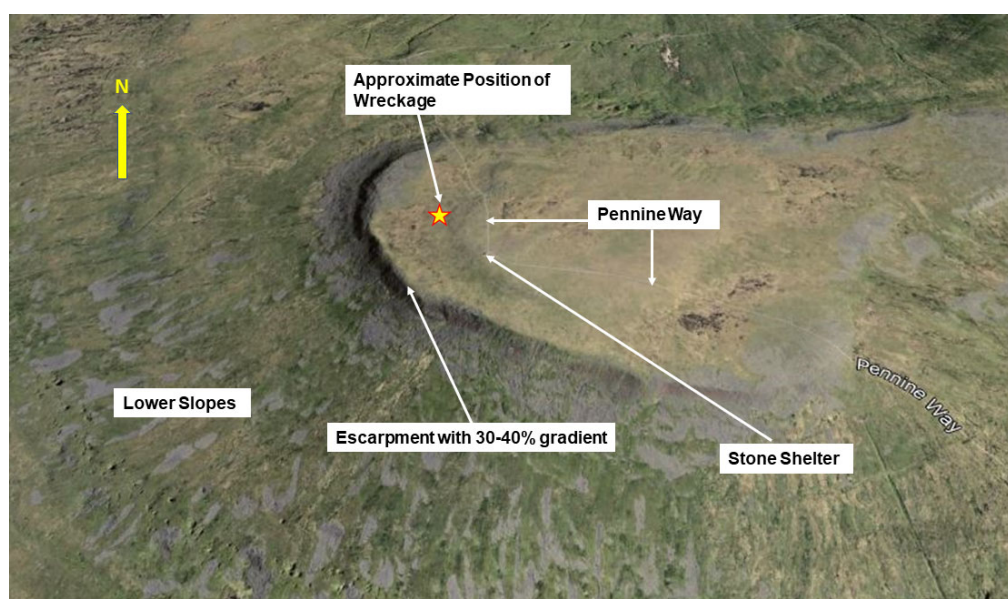 N
Approximate Position of
Wreckage
Pennine Way
Lower Slopes
Escarpment with 30-40% gradient
Stone Shelter
Pennine Way